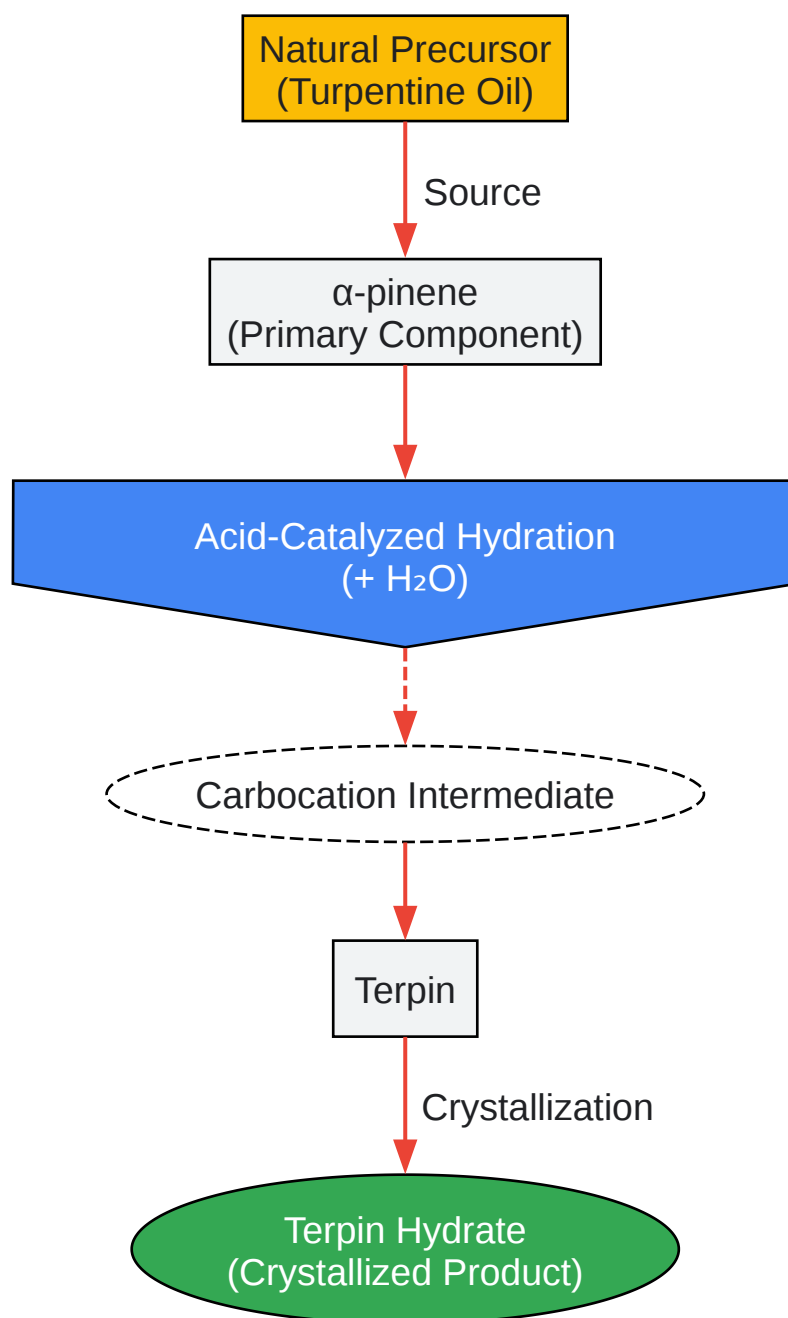 Natural Precursor
(Turpentine Oil)
Source
α-pinene
(Primary Component)
Acid-Catalyzed Hydration
(+ H₂O)
Carbocation Intermediate
Terpin
Crystallization
Terpin Hydrate
(Crystallized Product)